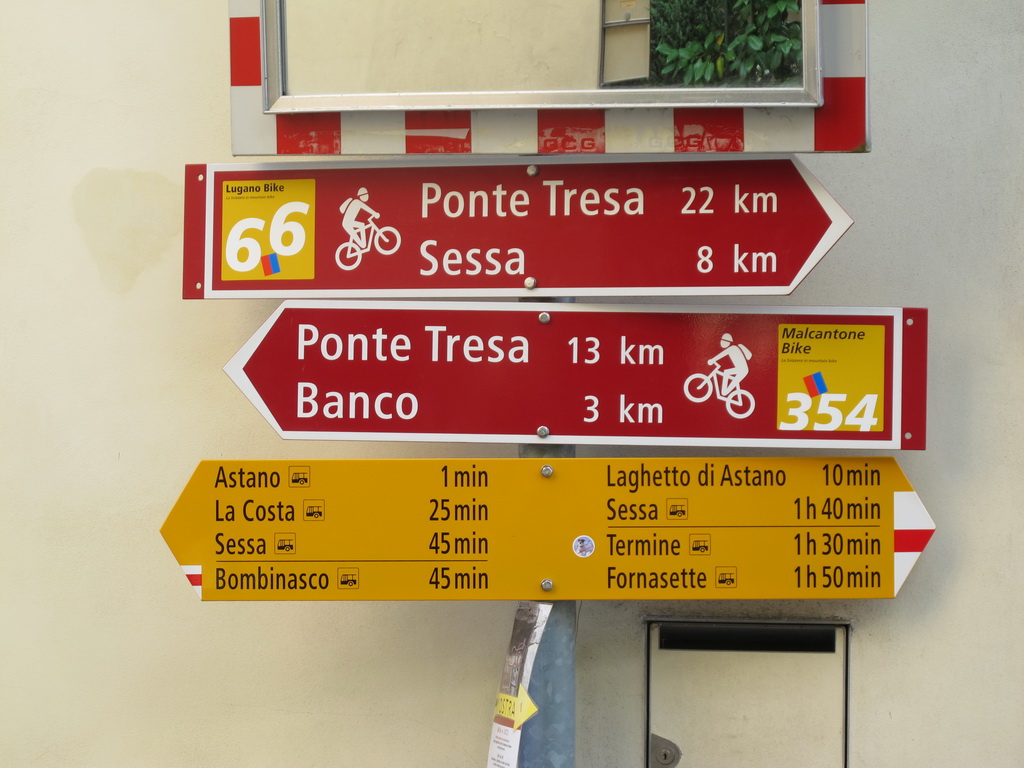 Lugano Bike
66
Ponte Tresa 22 km
Sessa 8 km
Ponte Tresa 13 km
Banco 3 km
Malcantone
Bike
354
Astano 1 min
La Costa 25 min
Sessa 45 min
Bombinasco 45 min
Laghetto di Astano 10 min
Sessa 1 h 40 min
Termine 1 h 30 min
Fornasette 1 h 50 min